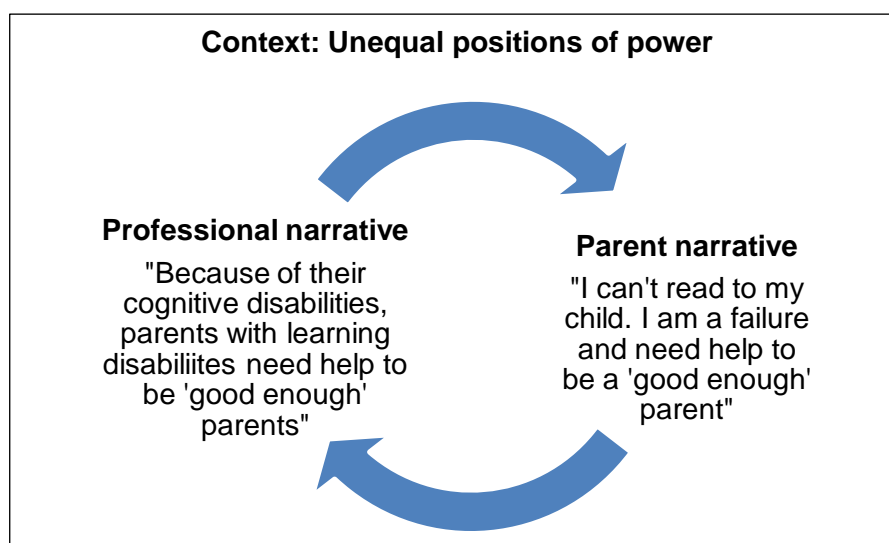 Context: Unequal positions of power
Professional narrative
"Because of their
cognitive disabilities,
parents with learning
disabiliites need help to
be 'good enough'
parents"
Parent narrative
"I can't read to my
child. I am a failure
and need help to
be a 'good enough'
parent"